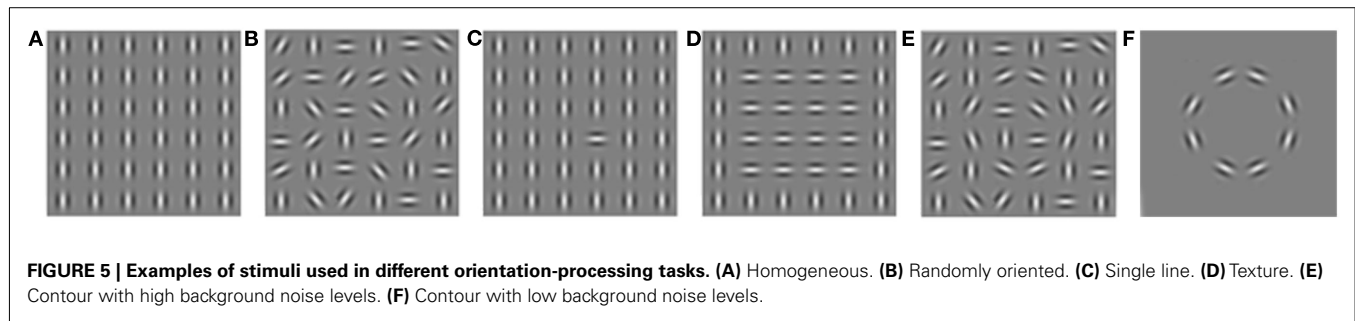 A B C D E F
FIGURE 5 | Examples of stimuli used in different orientation-processing tasks. (A) Homogeneous. (B) Randomly oriented. (C) Single line. (D) Texture. (E)
Contour with high background noise levels. (F) Contour with low background noise levels.